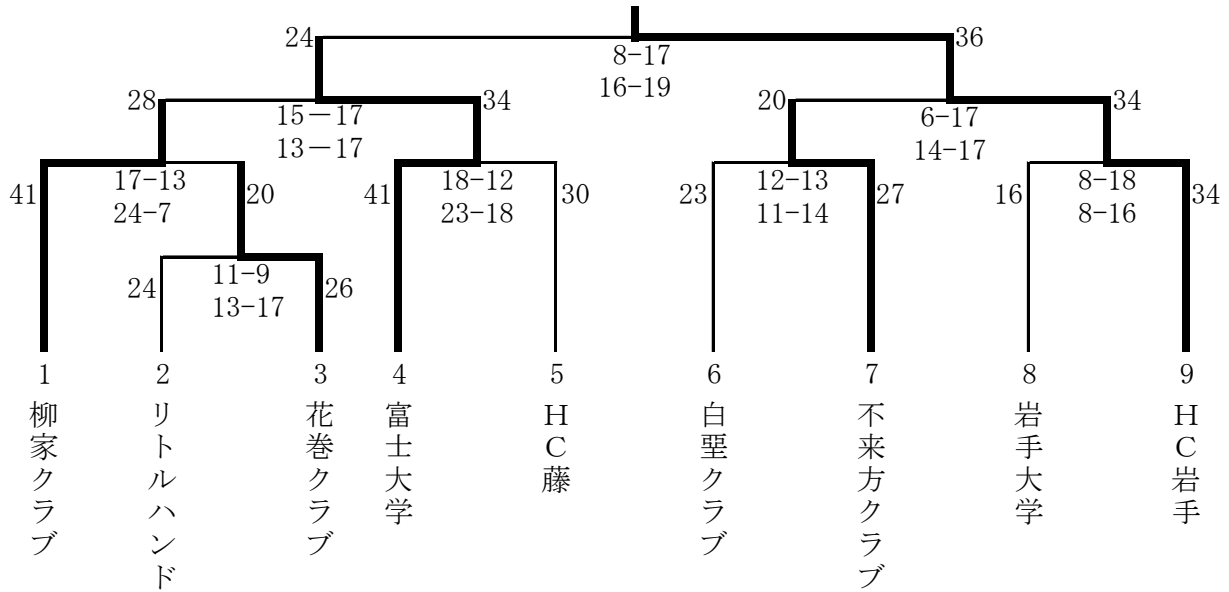 24 36
8-17
16-19
28 34 20 34
15-17 6-17
13-17 14-17
41 17-13 20 41 18-12 30 23 12-13 27 16 8-18 34
24-7 23-18 11-14 8-16
24 11-9 26
13-17
1 2 3 4 5 6 7 8 9
柳家クラブ
リトルハンド
花巻クラブ
富士大学
HC藤
白堊クラブ
不来方クラブ
岩手大学
HC岩手